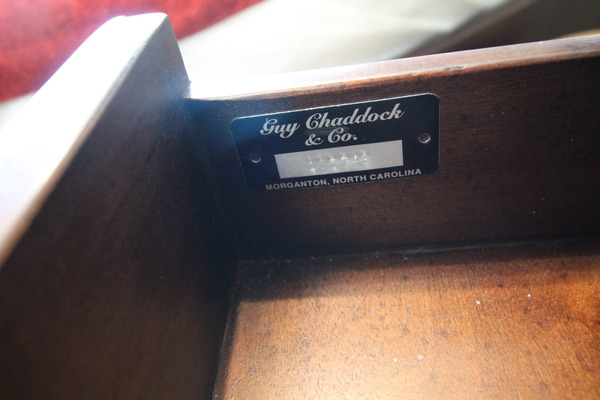 Guy Chaddock
& Co.
MORGANTON, NORTH CAROLINA